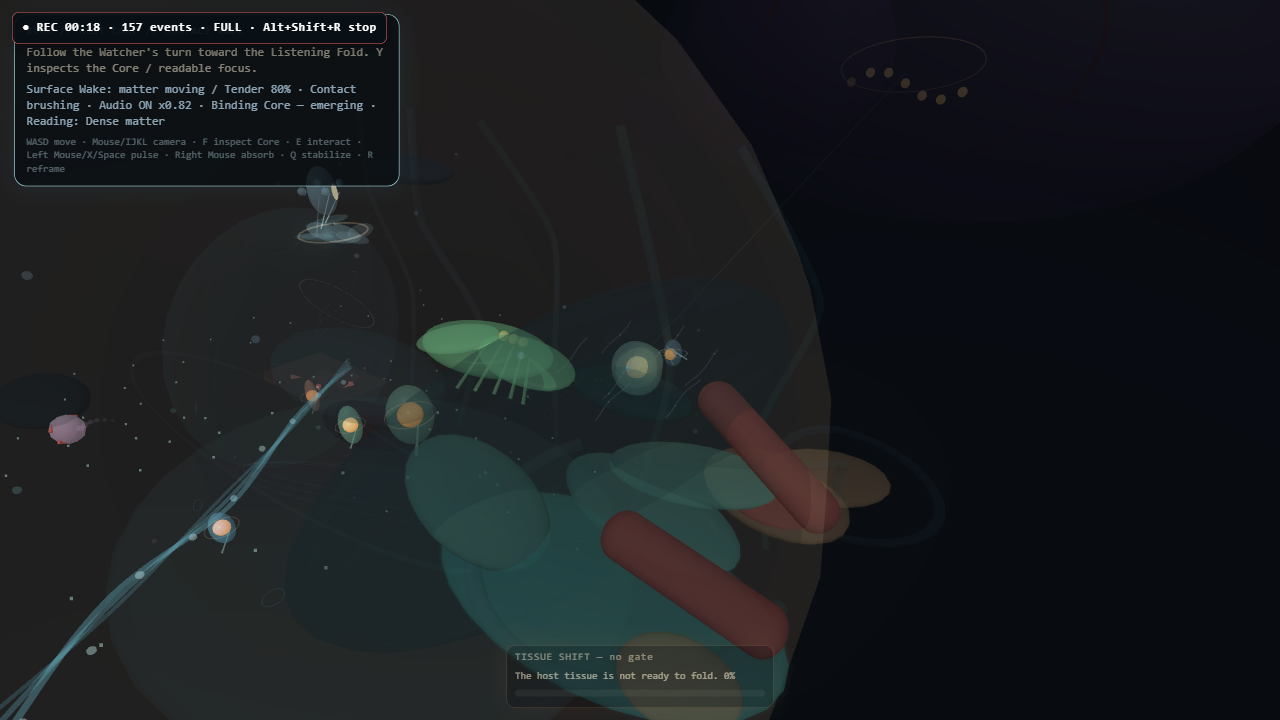 ● REC 00:18 · 157 events · FULL · Alt+Shift+R stop
Follow the Watcher's turn toward the Listening Fold. Y
inspects the Core / readable focus.
Surface Wake: matter moving / Tender 80% · Contact
brushing · Audio ON x0.82 · Binding Core — emerging ·
Reading: Dense matter
WASD move · Mouse/IJKL camera · F inspect Core · E interact ·
Left Mouse/X/Space pulse · Right Mouse absorb · Q stabilize · R
reframe
TISSUE SHIFT — no gate
The host tissue is not ready to fold. 0%